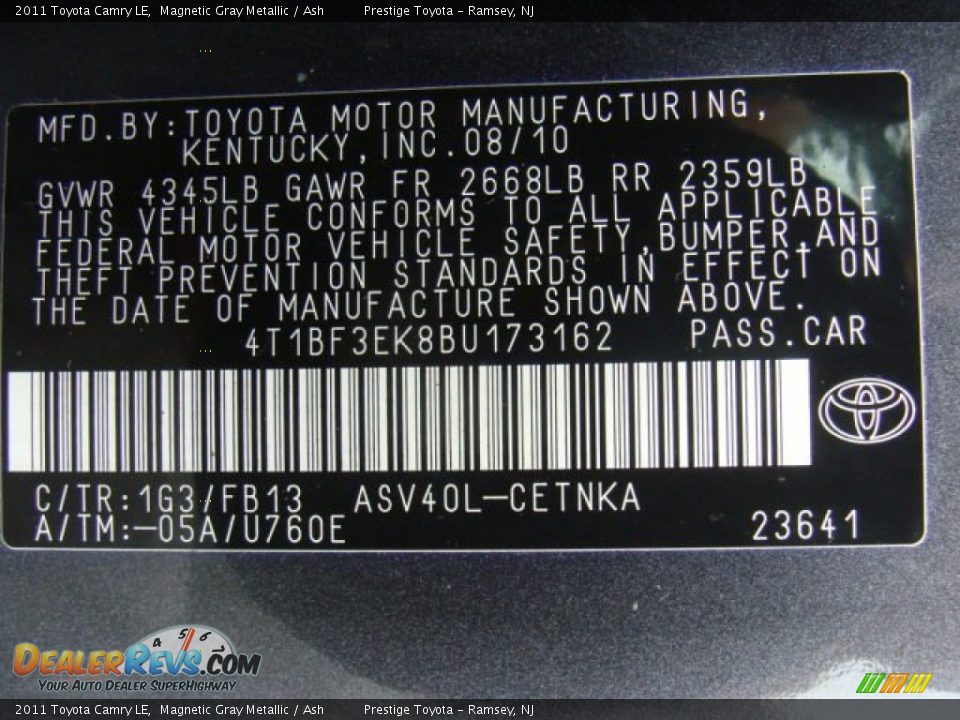 2011 Toyota Camry LE, Magnetic Gray Metallic / Ash Prestige Toyota - Ramsey, NJ
MFD.BY:TOYOTA MOTOR MANUFACTURING,
KENTUCKY,INC.08/10
GVWR 4345LB GAWR FR 2668LB RR 2359LB
THIS VEHICLE CONFORMS TO ALL APPLICABLE
FEDERAL MOTOR VEHICLE SAFETY,BUMPER,AND
THEFT PREVENTION STANDARDS IN EFFECT ON
THE DATE OF MANUFACTURE SHOWN ABOVE.
4T1BF3EK8BU173162 PASS.CAR
C/TR:1G3/FB13 ASV40L-CETNKA
A/TM:-05A/U760E 23641
4 5 6
DEALERREVS.COM
YOUR AUTO DEALER SUPERHIGHWAY
2011 Toyota Camry LE, Magnetic Gray Metallic / Ash Prestige Toyota - Ramsey, NJ